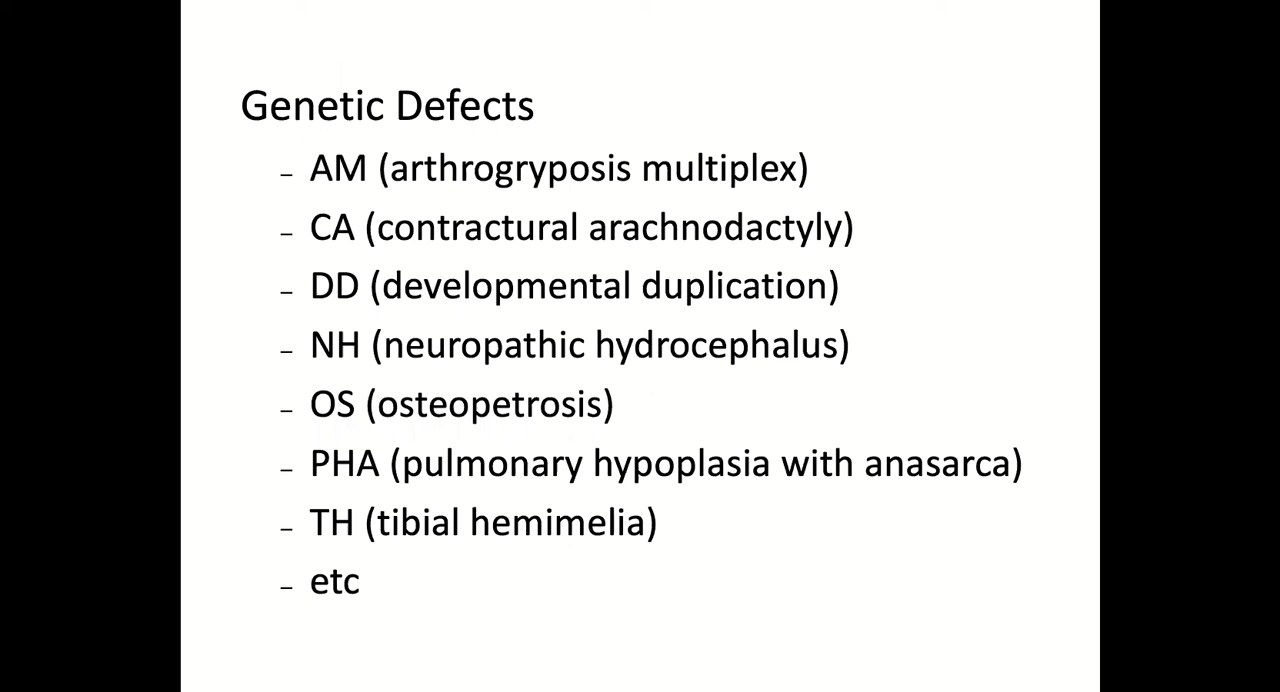 Genetic Defects
– AM (arthrogryposis multiplex)
– CA (contractural arachnodactyly)
– DD (developmental duplication)
– NH (neuropathic hydrocephalus)
– OS (osteopetrosis)
– PHA (pulmonary hypoplasia with anasarca)
– TH (tibial hemimelia)
– etc